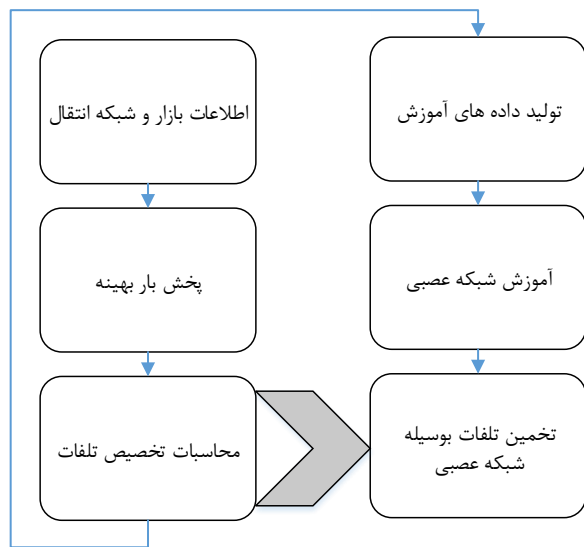 اطلاعات بازار و شبکه انتقال
پخش بار بهینه
محاسبات تخصیص تلفات
تولید داده های آموزش
آموزش شبکه عصبی
تخمین تلفات بوسیله
شبکه عصبی